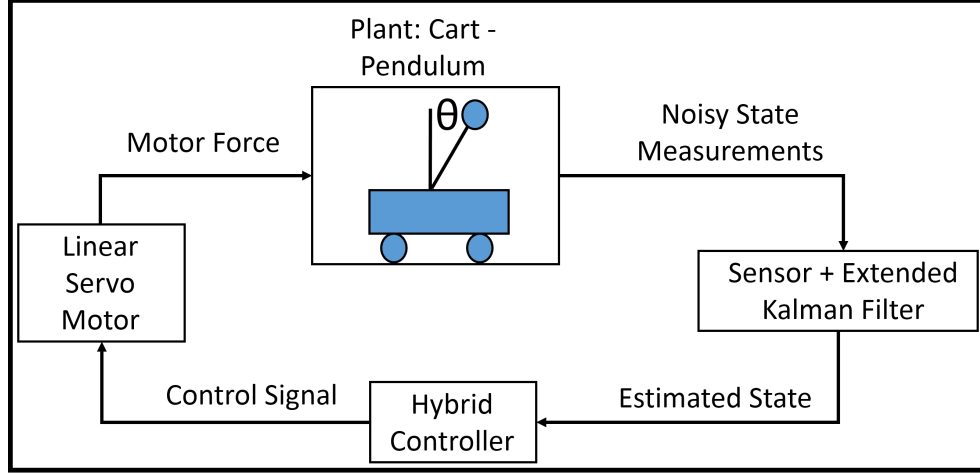 Plant: Cart -
Pendulum
θ
Motor Force
Noisy State
Measurements
Linear
Servo
Motor
Sensor + Extended
Kalman Filter
Control Signal
Hybrid
Controller
Estimated State